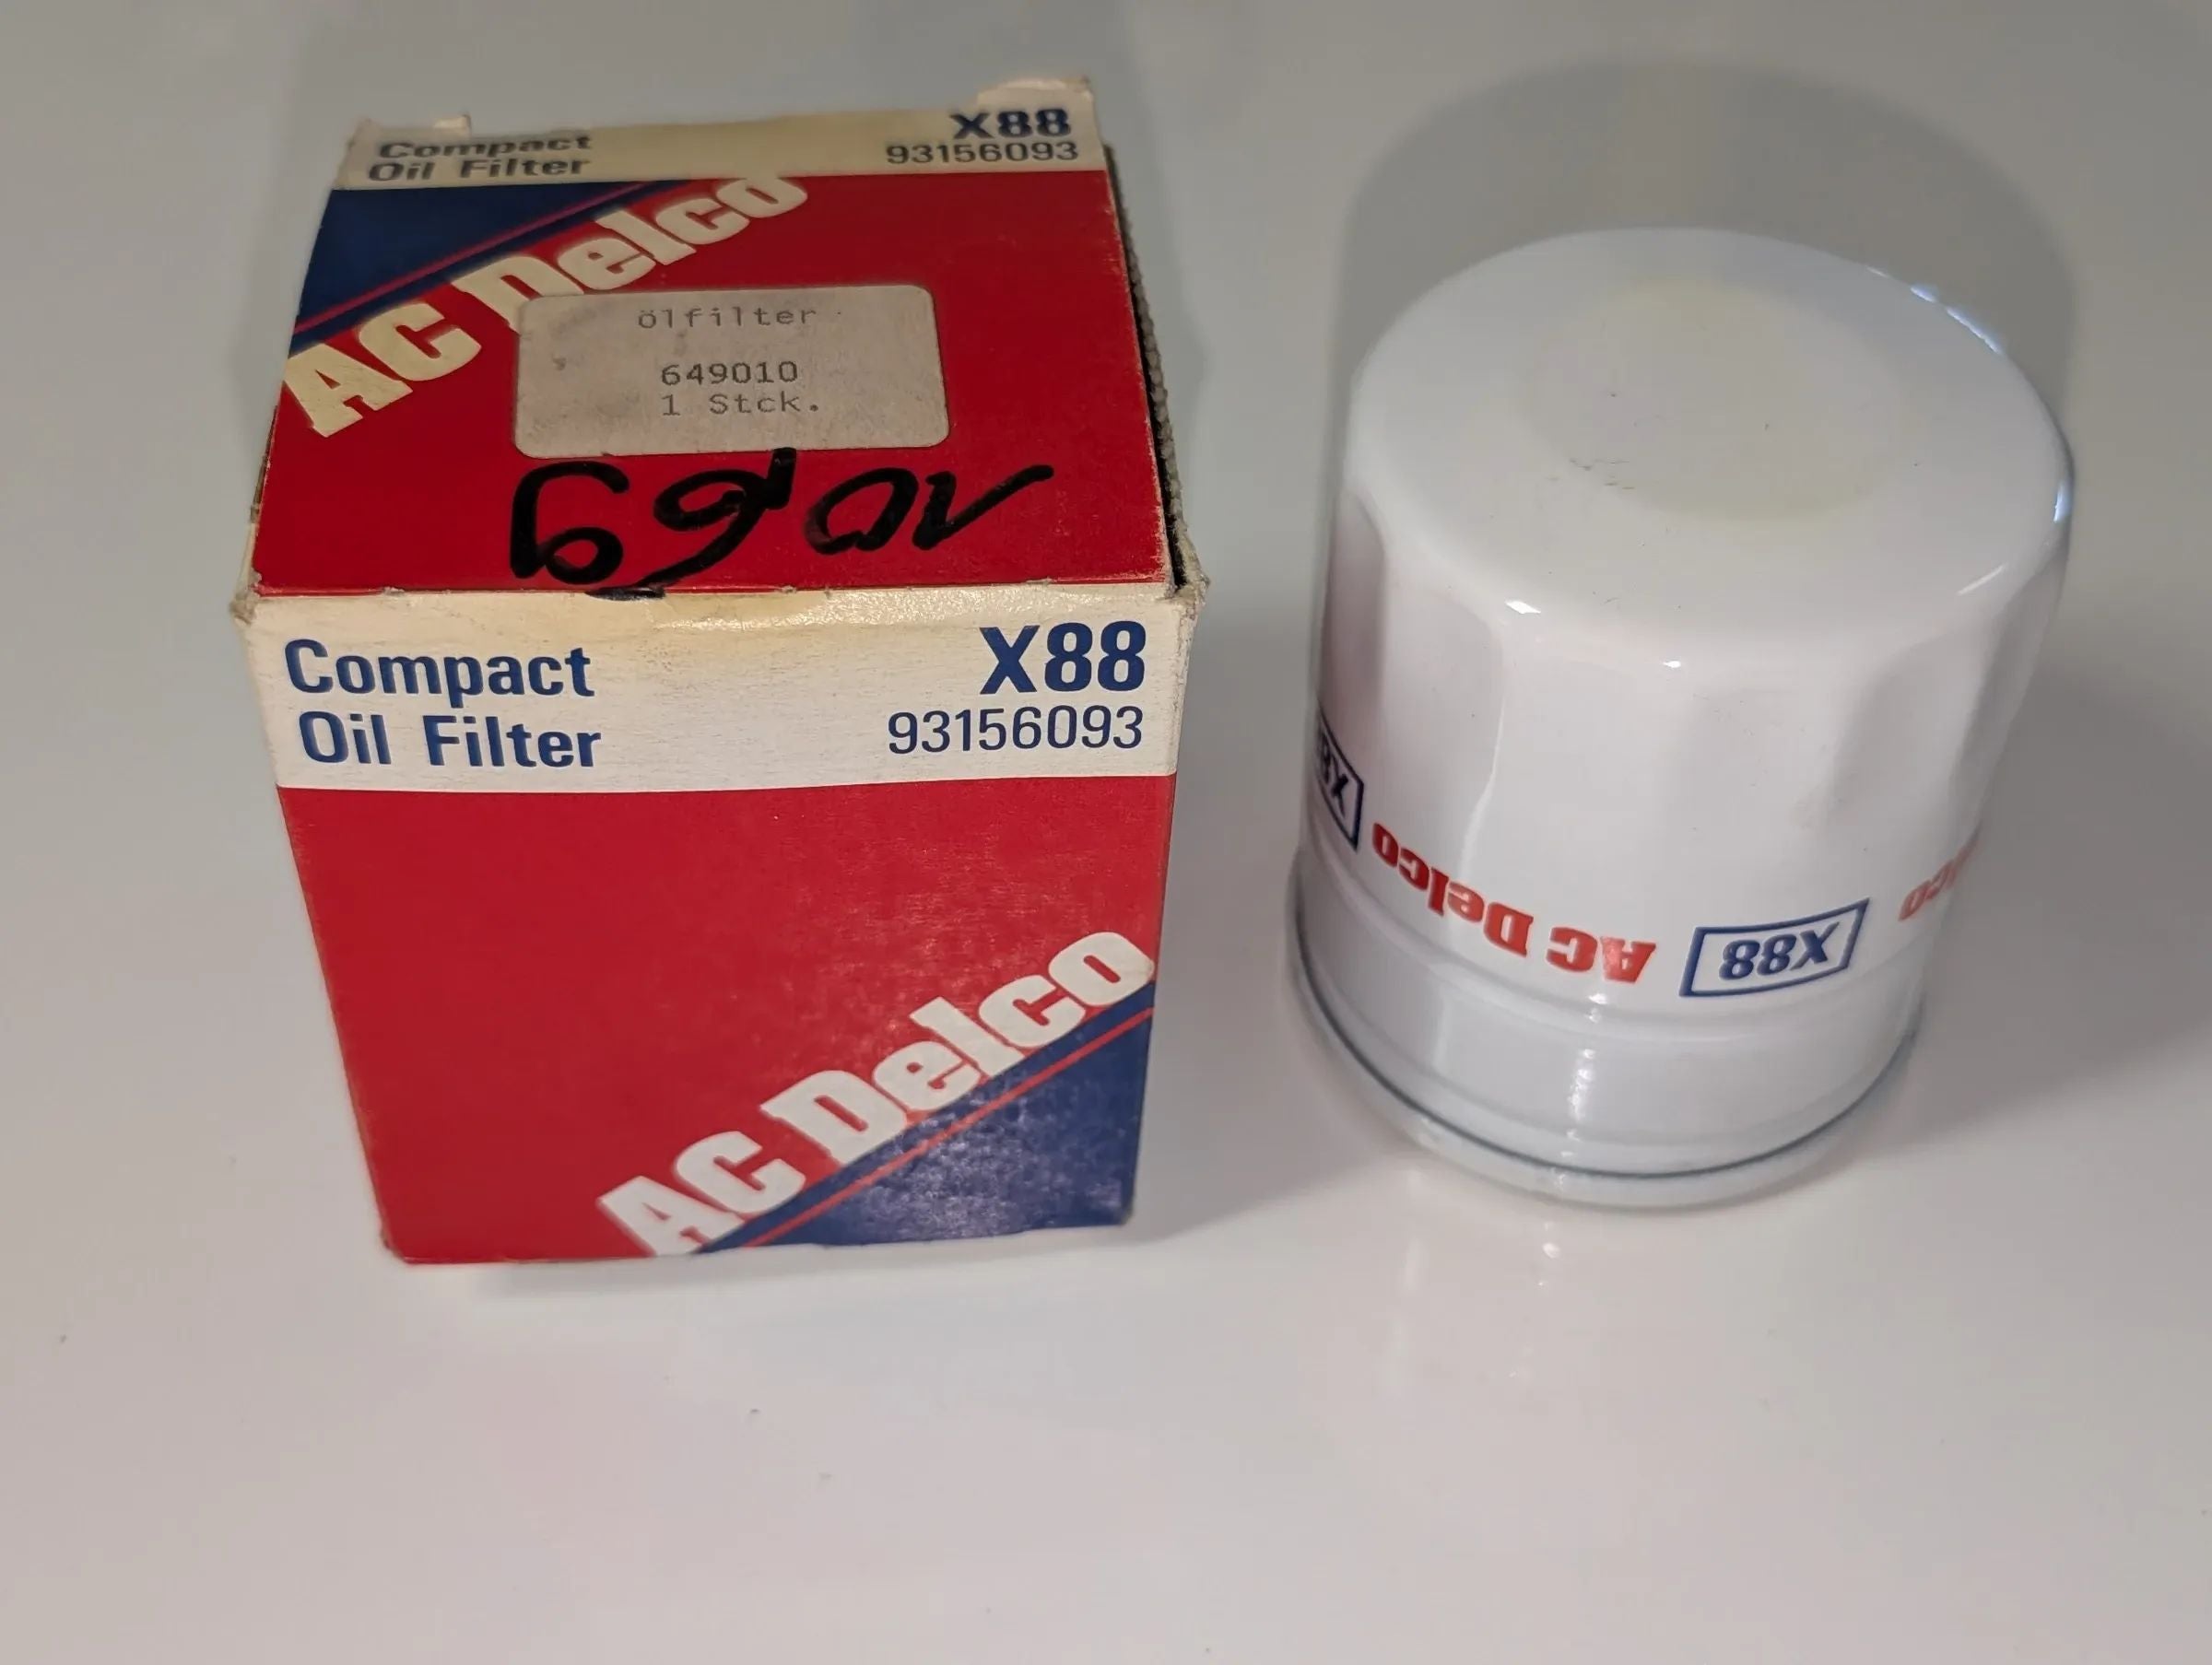 Compact
Oil Filter
X88
93156093
AC Delco
ölfilter
649010
1 Stck.
Compact
Oil Filter
X88
93156093
AC Delco
X88
AC Delco
X88